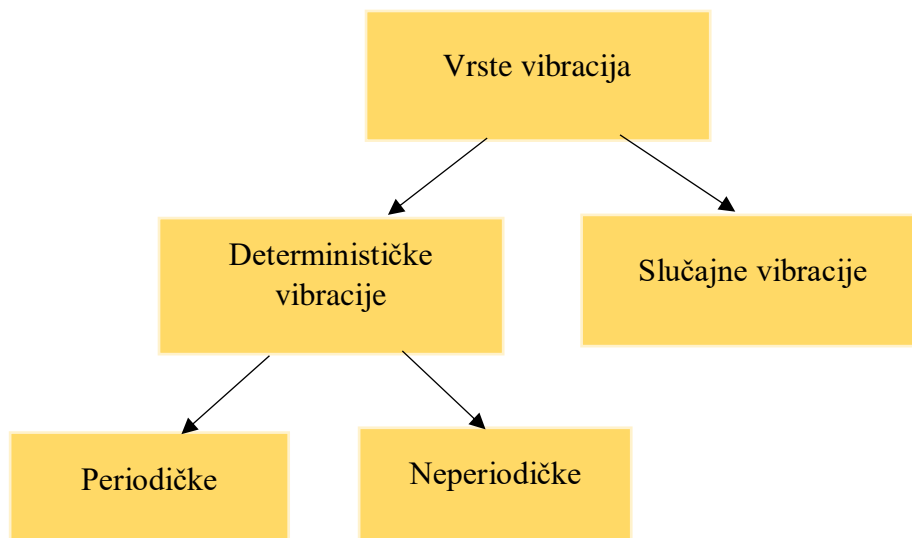 Vrste vibracija
Determinističke
vibracije
Slučajne vibracije
Periodičke
Neperiodičke